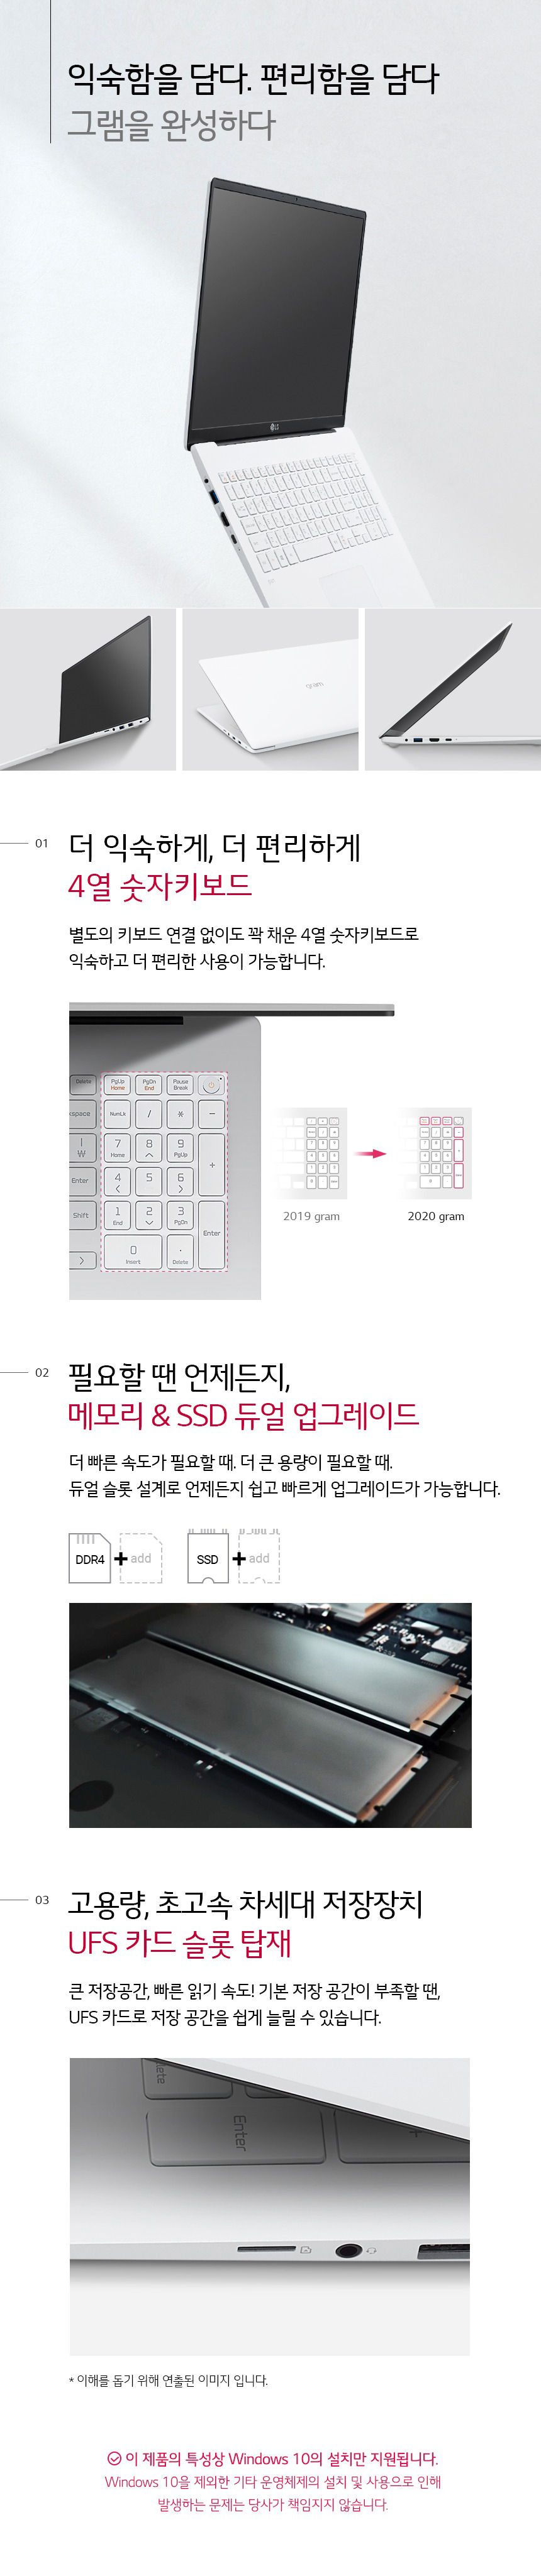 익숙함을 담다. 편리함을 담다
그램을 완성하다
LG
gram
01
더 익숙하게, 더 편리하게
4열 숫자키보드
별도의 키보드 연결 없이도 꽉 채운 4열 숫자키보드로
익숙하고 더 편리한 사용이 가능합니다.
Delete PgUp Home PgDn End Pause Break
kspace NumLk / * -
| ₩ 7 Home 8 9 PgUp +
Enter 4 5 6
Shift 1 End 2 3 PgDn Enter
0 Insert . Delete
2019 gram
2020 gram
02
필요할 땐 언제든지,
메모리 & SSD 듀얼 업그레이드
더 빠른 속도가 필요할 때. 더 큰 용량이 필요할 때.
듀얼 슬롯 설계로 언제든지 쉽고 빠르게 업그레이드가 가능합니다.
DDR4 + add SSD + add
03
고용량, 초고속 차세대 저장장치
UFS 카드 슬롯 탑재
큰 저장공간, 빠른 읽기 속도! 기본 저장 공간이 부족할 땐,
UFS 카드로 저장 공간을 쉽게 늘릴 수 있습니다.
lete
Enter
+
* 이해를 돕기 위해 연출된 이미지 입니다.
이 제품의 특성상 Windows 10의 설치만 지원됩니다.
Windows 10을 제외한 기타 운영체제의 설치 및 사용으로 인해
발생하는 문제는 당사가 책임지지 않습니다.